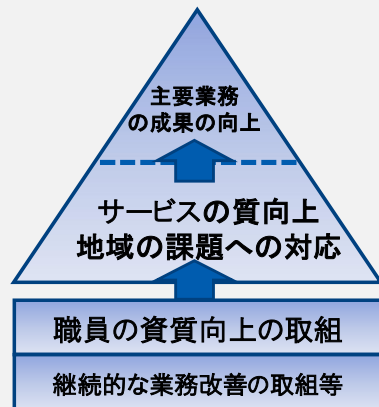 主要業務
の成果の向上
サービスの質向上
地域の課題への対応
職員の資質向上の取組
継続的な業務改善の取組等